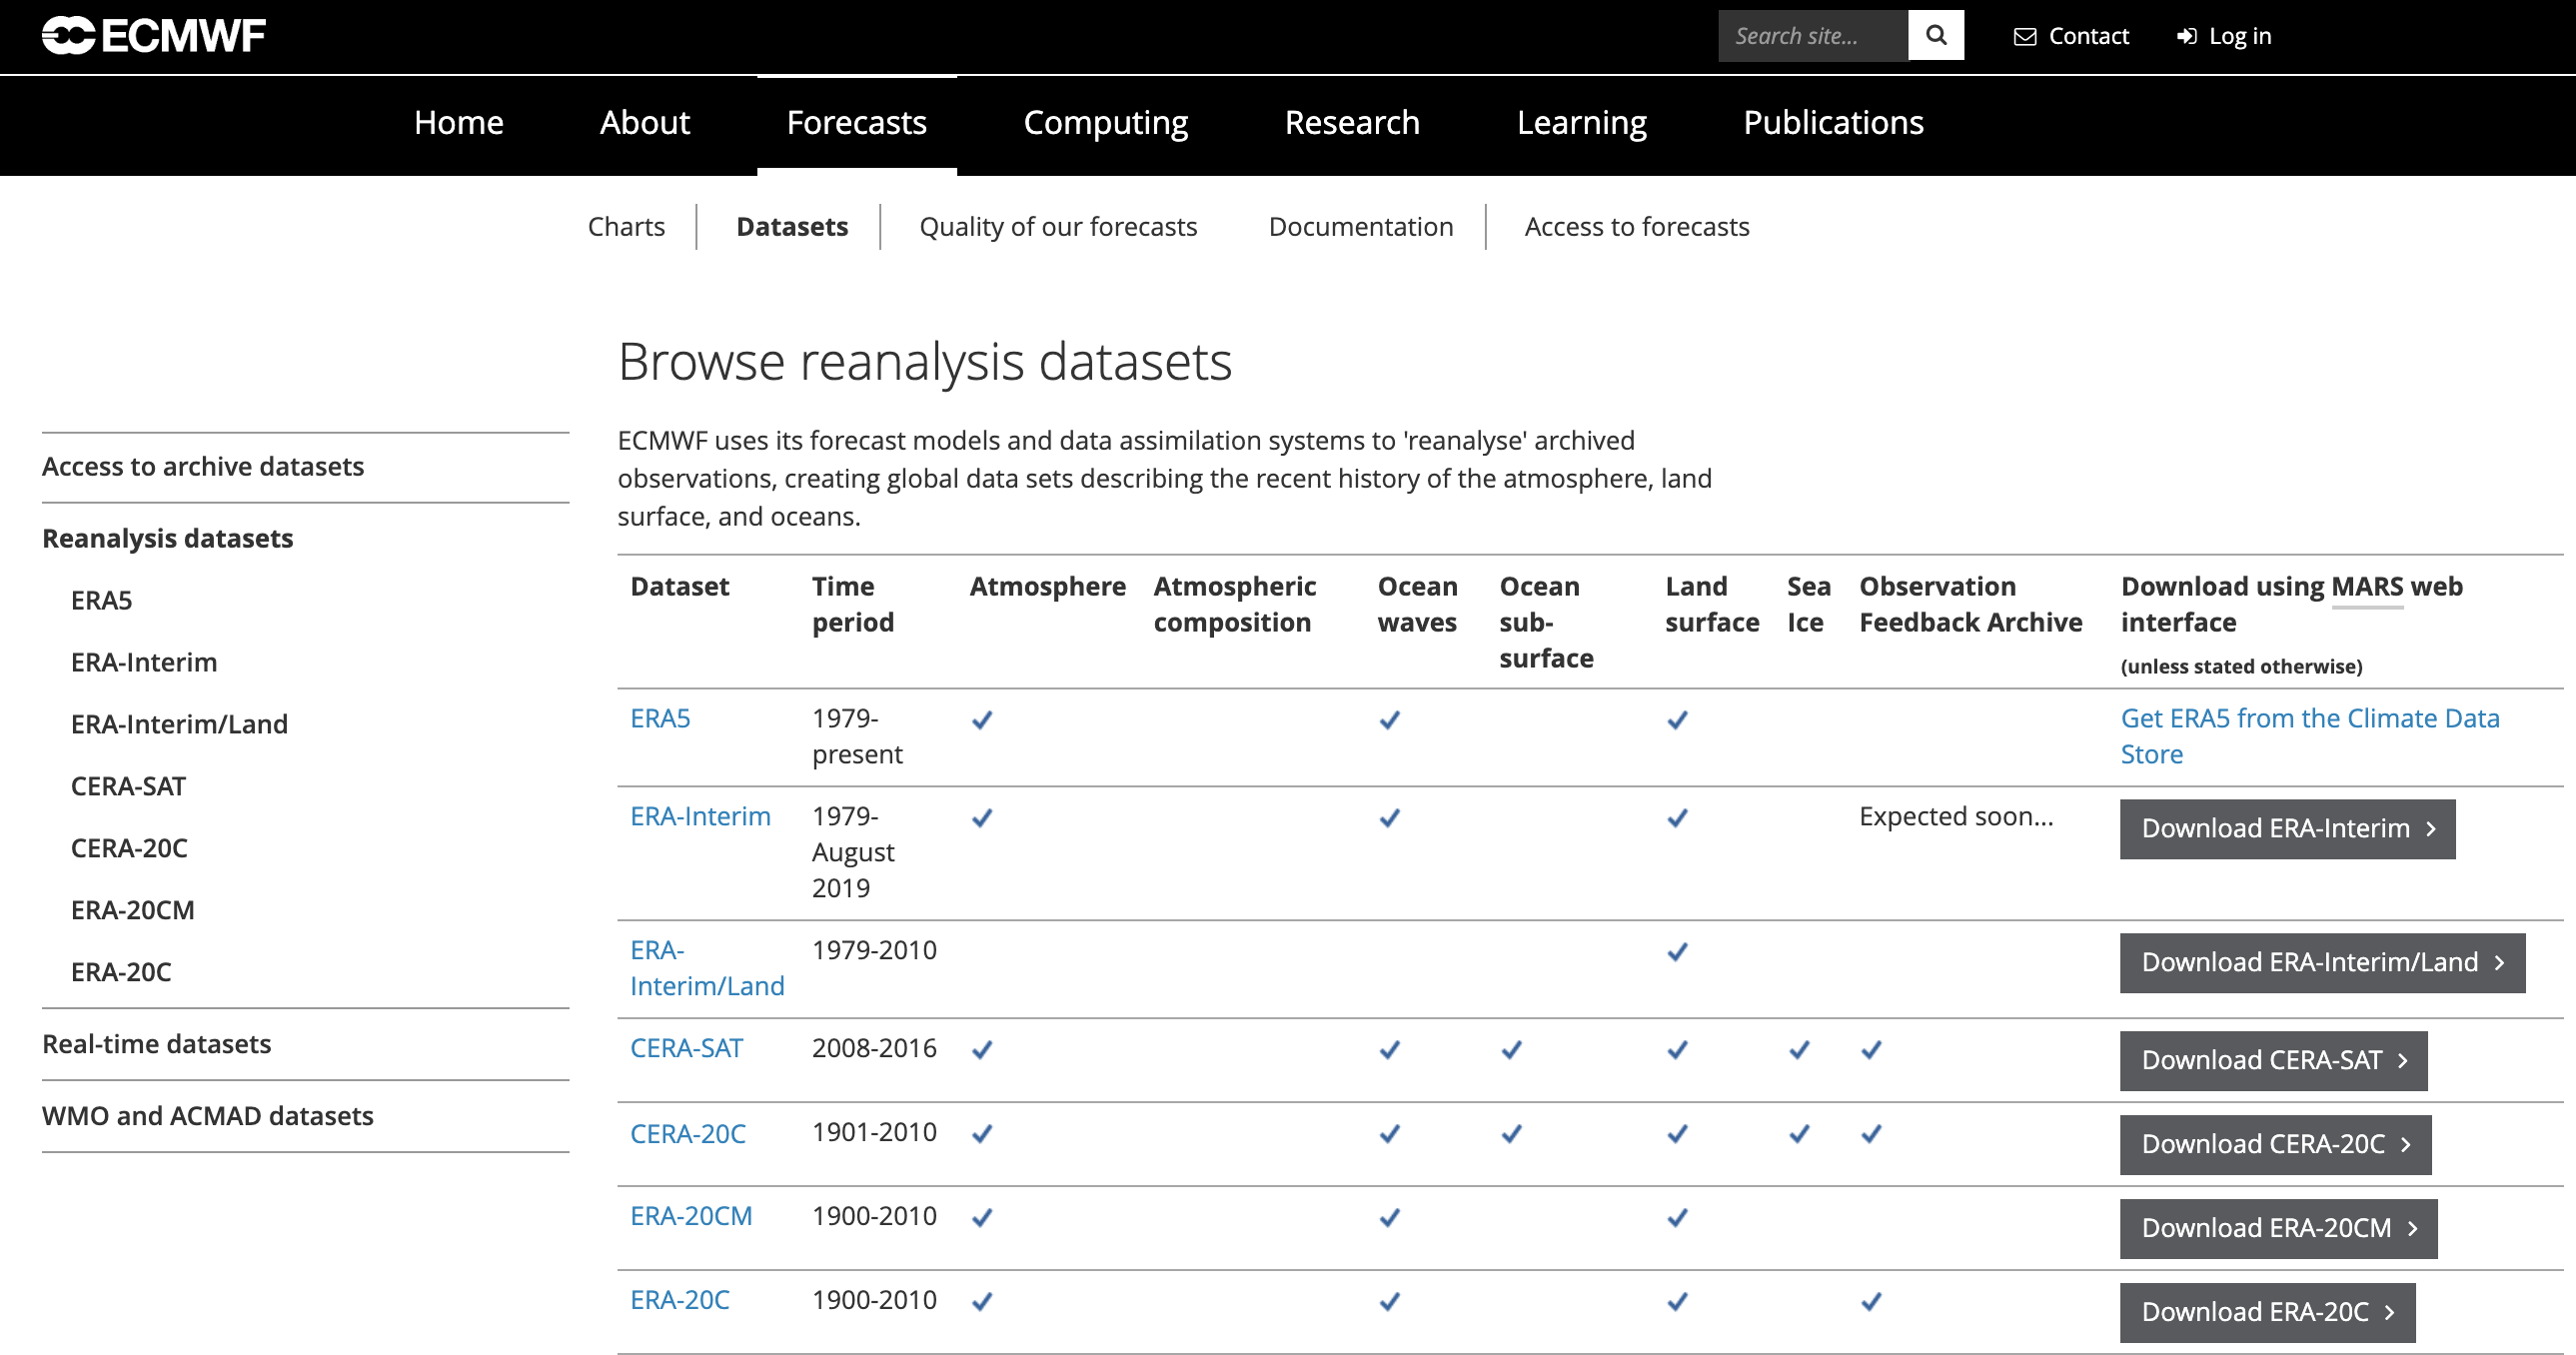 ECMWF
Search site...
Contact
Log in
Home
About
Forecasts
Computing
Research
Learning
Publications
Charts
Datasets
Quality of our forecasts
Documentation
Access to forecasts
Access to archive datasets
Reanalysis datasets
ERA5
ERA-Interim
ERA-Interim/Land
CERA-SAT
CERA-20C
ERA-20CM
ERA-20C
Real-time datasets
WMO and ACMAD datasets
Browse reanalysis datasets
ECMWF uses its forecast models and data assimilation systems to 'reanalyse' archived
observations, creating global data sets describing the recent history of the atmosphere, land
surface, and oceans.
Dataset
Time
period
Atmosphere
Atmospheric
composition
Ocean
waves
Ocean
sub-
surface
Land
surface
Sea
Ice
Observation
Feedback Archive
Download using MARS web
interface
(unless stated otherwise)
ERA5
1979-
present
Get ERA5 from the Climate Data
Store
ERA-Interim
1979-
August
2019
Expected soon...
Download ERA-Interim
ERA-
Interim/Land
1979-2010
Download ERA-Interim/Land
CERA-SAT
2008-2016
Download CERA-SAT
CERA-20C
1901-2010
Download CERA-20C
ERA-20CM
1900-2010
Download ERA-20CM
ERA-20C
1900-2010
Download ERA-20C